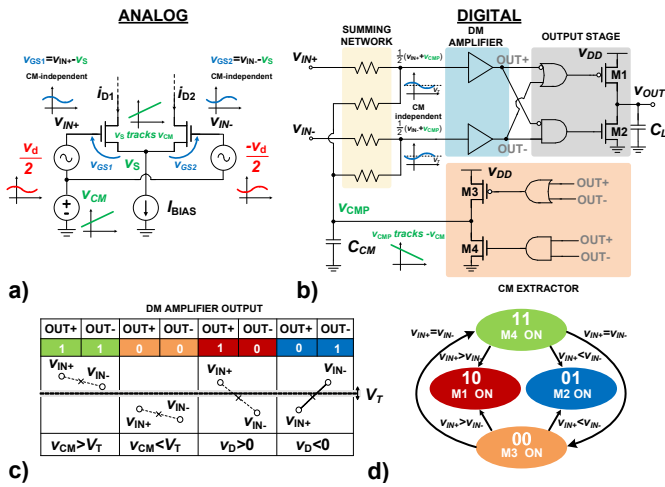 ANALOG
vGS1=vIN+-vS
CM-independent
vGS2=vIN--vS
CM-independent
iD1
iD2
vIN+
vIN-
vS tracks vCM
vGS1
vGS2
vS
vd
2
-vd
2
vCM
IBIAS
a)
DIGITAL
SUMMING
NETWORK
DM
AMPLIFIER
OUTPUT STAGE
½(vIN++vCMP)
vIN+
OUT+
vDD
M1
VT
CM
independent
vOUT
vIN-
½(vIN-+vCMP)
M2
CL
OUT-
vDD
M3
OUT+
OUT-
vCMP
vCMP tracks -vCM
M4
CCM
OUT+
OUT-
b)
CM EXTRACTOR
DM AMPLIFIER OUTPUT
OUT+ OUT- OUT+ OUT- OUT+ OUT- OUT+ OUT-
1 1 0 0 1 0 0 1
vIN+ vIN-
vIN+ vIN-
vIN+ vIN-
vIN- vIN+
VT
vCM>VT vCM<VT vD>0 vD<0
c)
11
M4 ON
vIN+=vIN-
vIN+=vIN-
vIN+>vIN-
vIN+<vIN-
10
M1 ON
01
M2 ON
vIN+>vIN-
vIN+<vIN-
00
M3 ON
d)